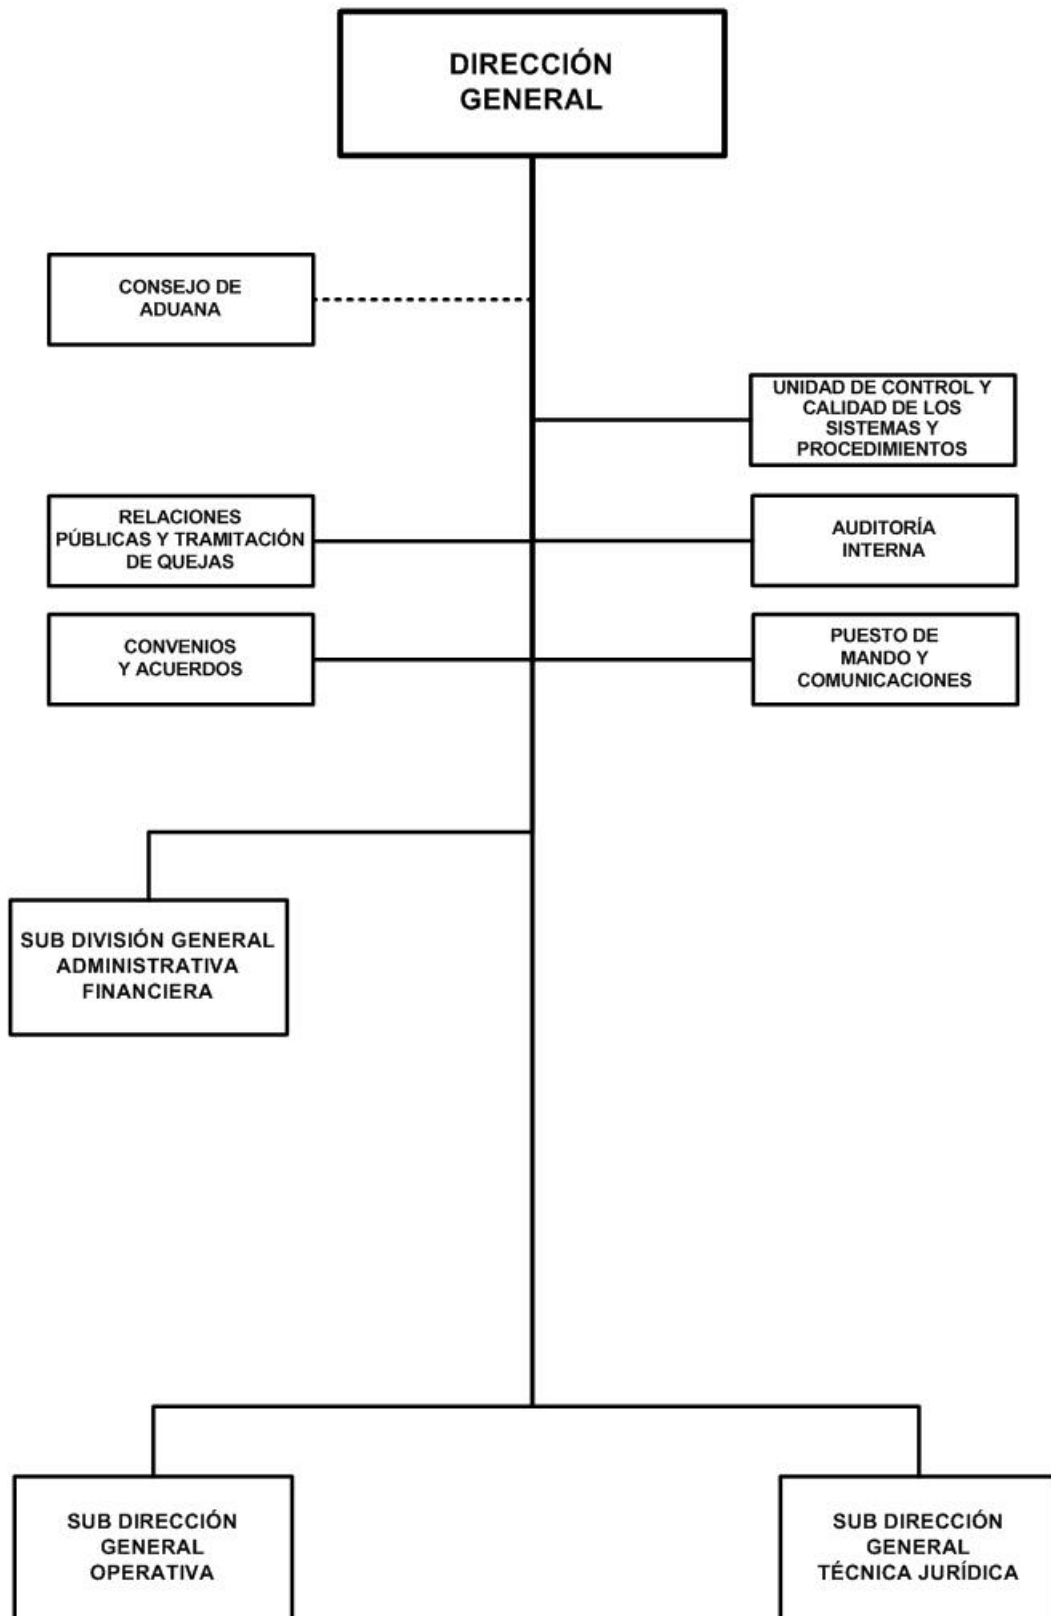 DIRECCIÓN
GENERAL
CONSEJO DE
ADUANA
UNIDAD DE CONTROL Y
CALIDAD DE LOS
SISTEMAS Y
PROCEDIMIENTOS
RELACIONES
PÚBLICAS Y TRAMITACIÓN
DE QUEJAS
AUDITORÍA
INTERNA
CONVENIOS
Y ACUERDOS
PUESTO DE
MANDO Y
COMUNICACIONES
SUB DIVISIÓN GENERAL
ADMINISTRATIVA
FINANCIERA
SUB DIRECCIÓN
GENERAL
OPERATIVA
SUB DIRECCIÓN
GENERAL
TÉCNICA JURÍDICA